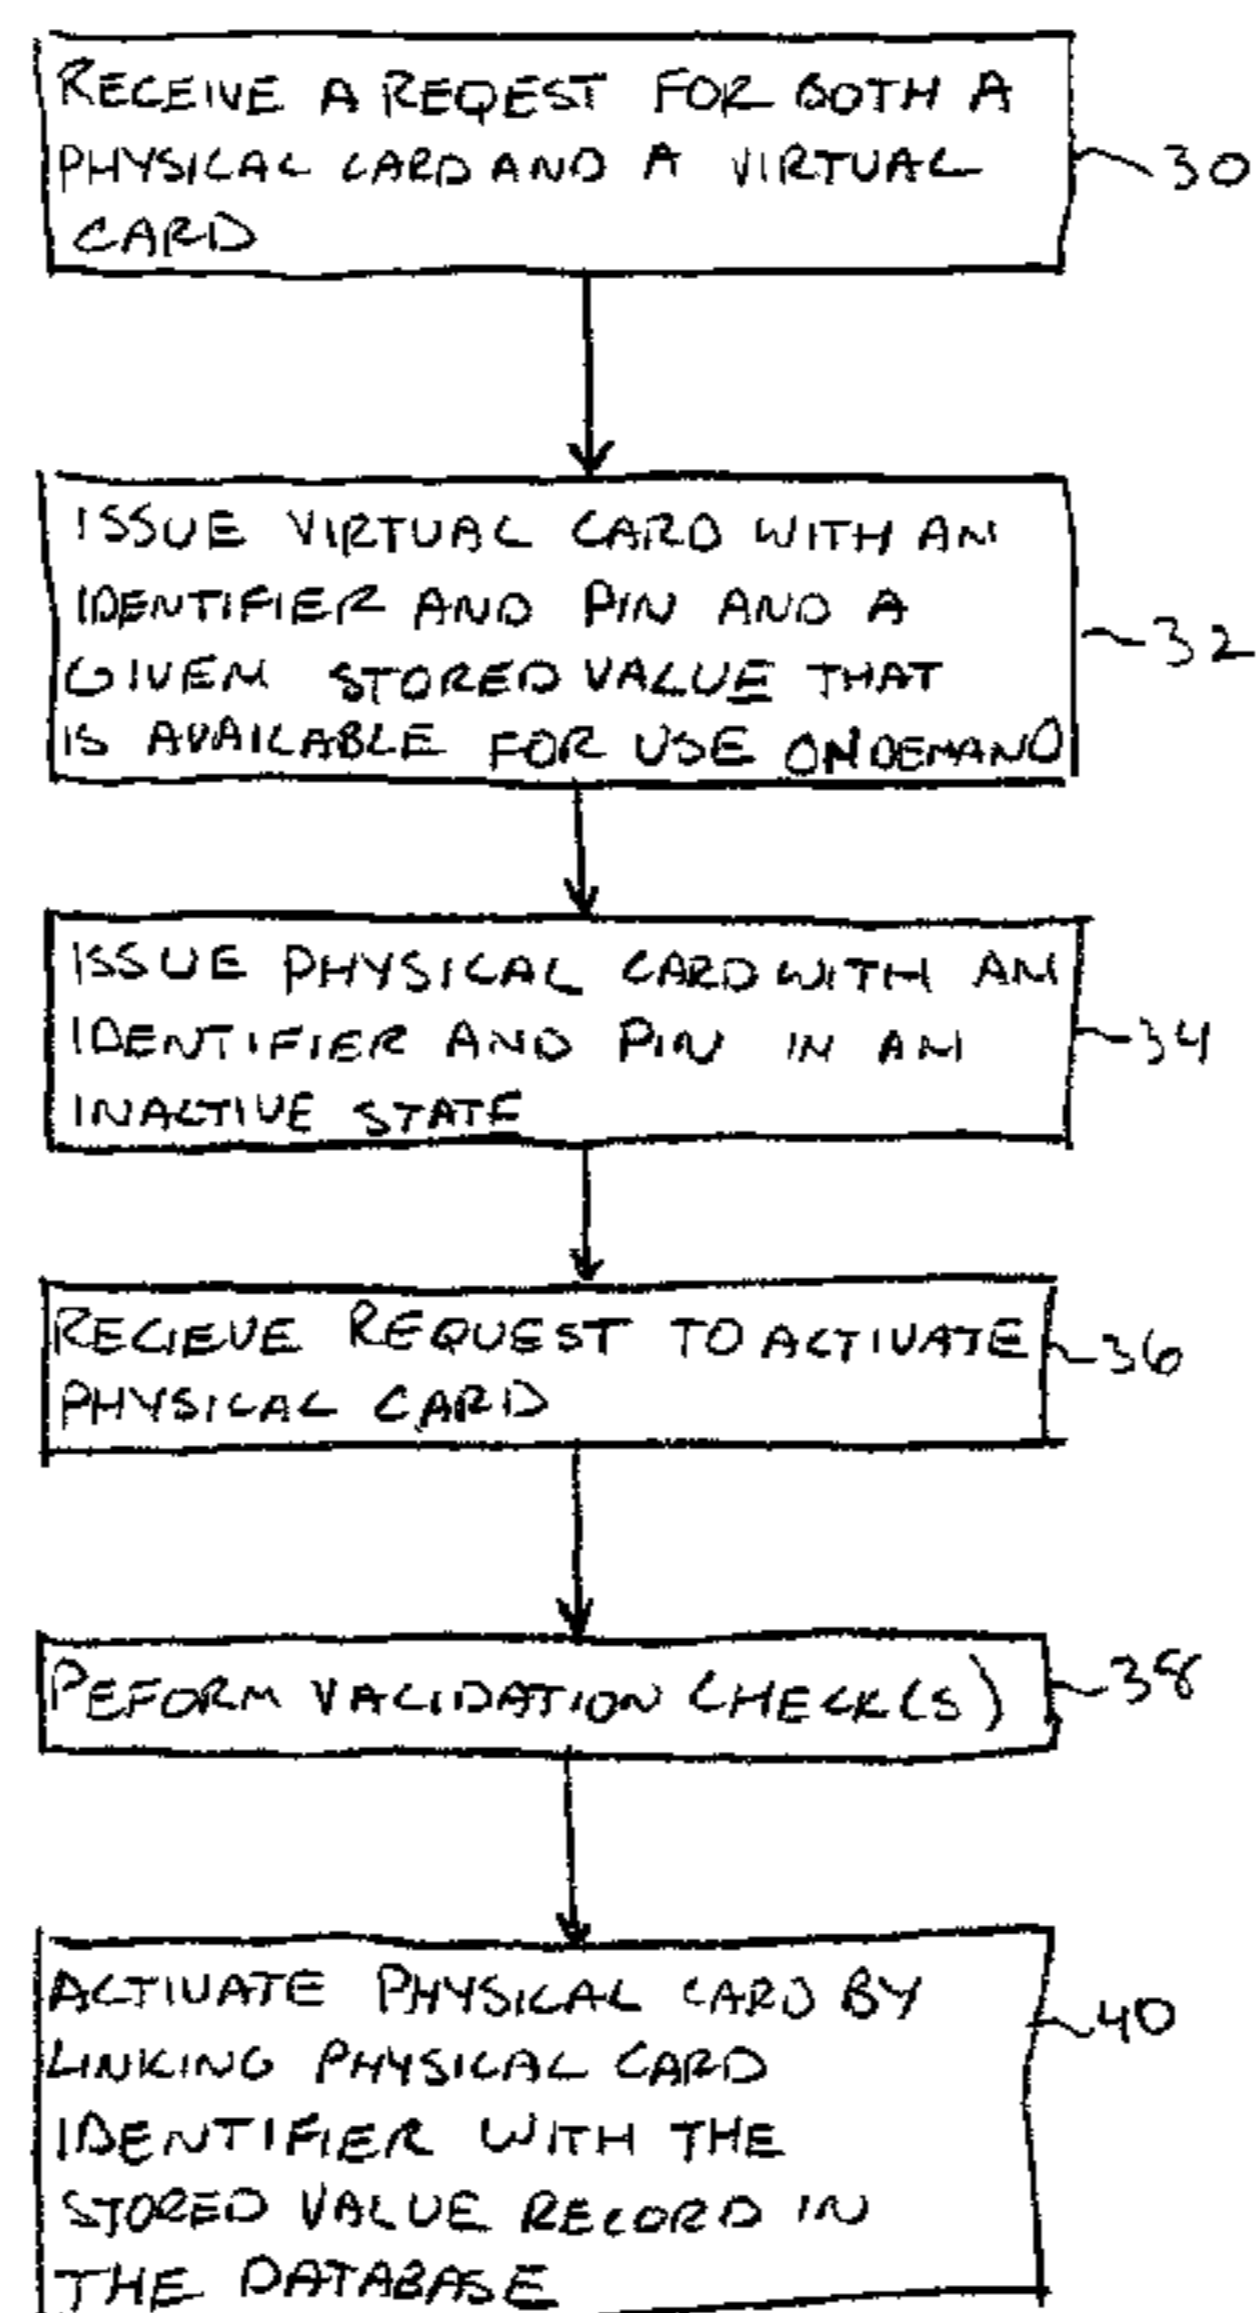 RECEIVE A REQEST FOR BOTH A
PHYSICAL CARD AND A VIRTUAL
CARD
30
ISSUE VIRTUAL CARD WITH AN
IDENTIFIER AND PIN AND A
GIVEN STORED VALUE THAT
IS AVAILABLE FOR USE ON DEMAND
32
ISSUE PHYSICAL CARD WITH AN
IDENTIFIER AND PIN IN AN
INACTIVE STATE
34
RECIEVE REQUEST TO ACTIVATE
PHYSICAL CARD
36
PEFORM VALIDATION CHECK(S)
38
ACTIVATE PHYSICAL CARD BY
LINKING PHYSICAL CARD
IDENTIFIER WITH THE
STORED VALUE RECORD IN
THE DATABASE
40